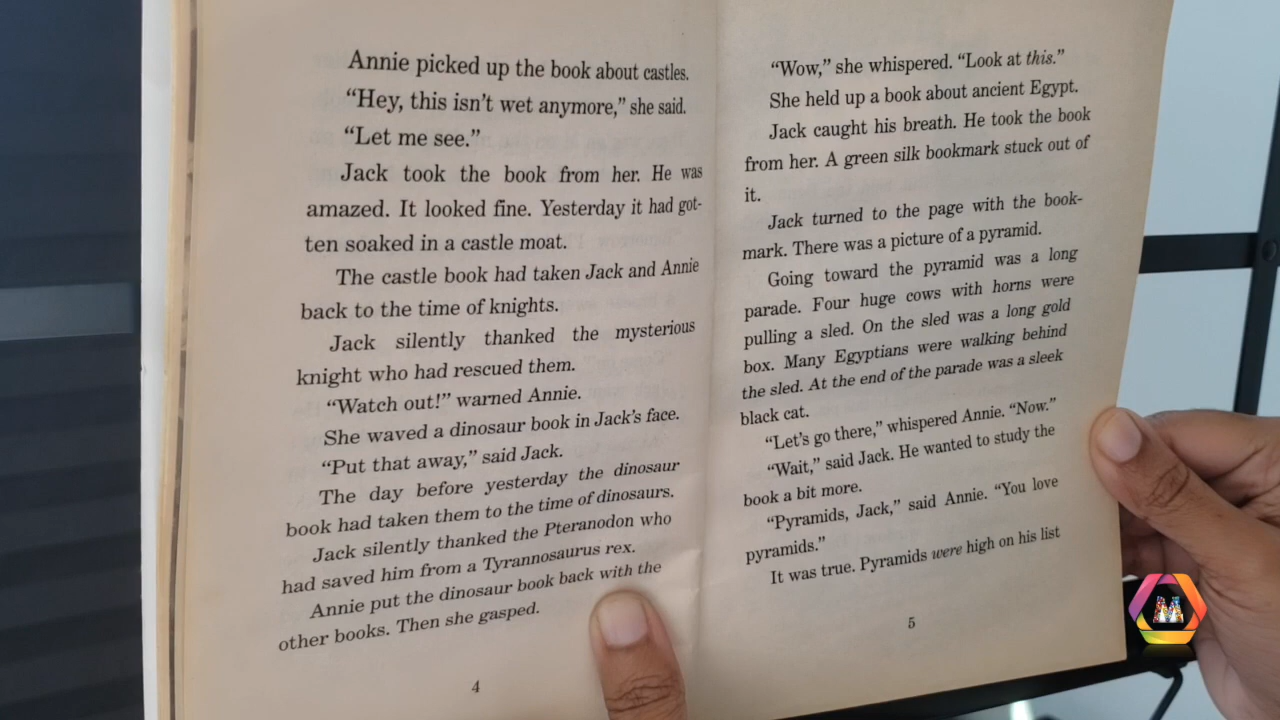 Annie picked up the book about castles.
“Hey, this isn’t wet anymore,” she said.
“Let me see.”
Jack took the book from her. He was
amazed. It looked fine. Yesterday it had got-
ten soaked in a castle moat.
The castle book had taken Jack and Annie
back to the time of knights.
Jack silently thanked the mysterious
knight who had rescued them.
“Watch out!” warned Annie.
She waved a dinosaur book in Jack’s face.
“Put that away,” said Jack.
The day before yesterday the dinosaur
book had taken them to the time of dinosaurs.
Jack silently thanked the Pteranodon who
had saved him from a Tyrannosaurus rex.
Annie put the dinosaur book back with the
other books. Then she gasped.
4
“Wow,” she whispered. “Look at this.”
She held up a book about ancient Egypt.
Jack caught his breath. He took the book
from her. A green silk bookmark stuck out of
it.
Jack turned to the page with the book-
mark. There was a picture of a pyramid.
Going toward the pyramid was a long
parade. Four huge cows with horns were
pulling a sled. On the sled was a long gold
box. Many Egyptians were walking behind
the sled. At the end of the parade was a sleek
black cat.
“Let’s go there,” whispered Annie. “Now.”
“Wait,” said Jack. He wanted to study the
book a bit more.
“Pyramids, Jack,” said Annie. “You love
pyramids.”
It was true. Pyramids were high on his list
5
M